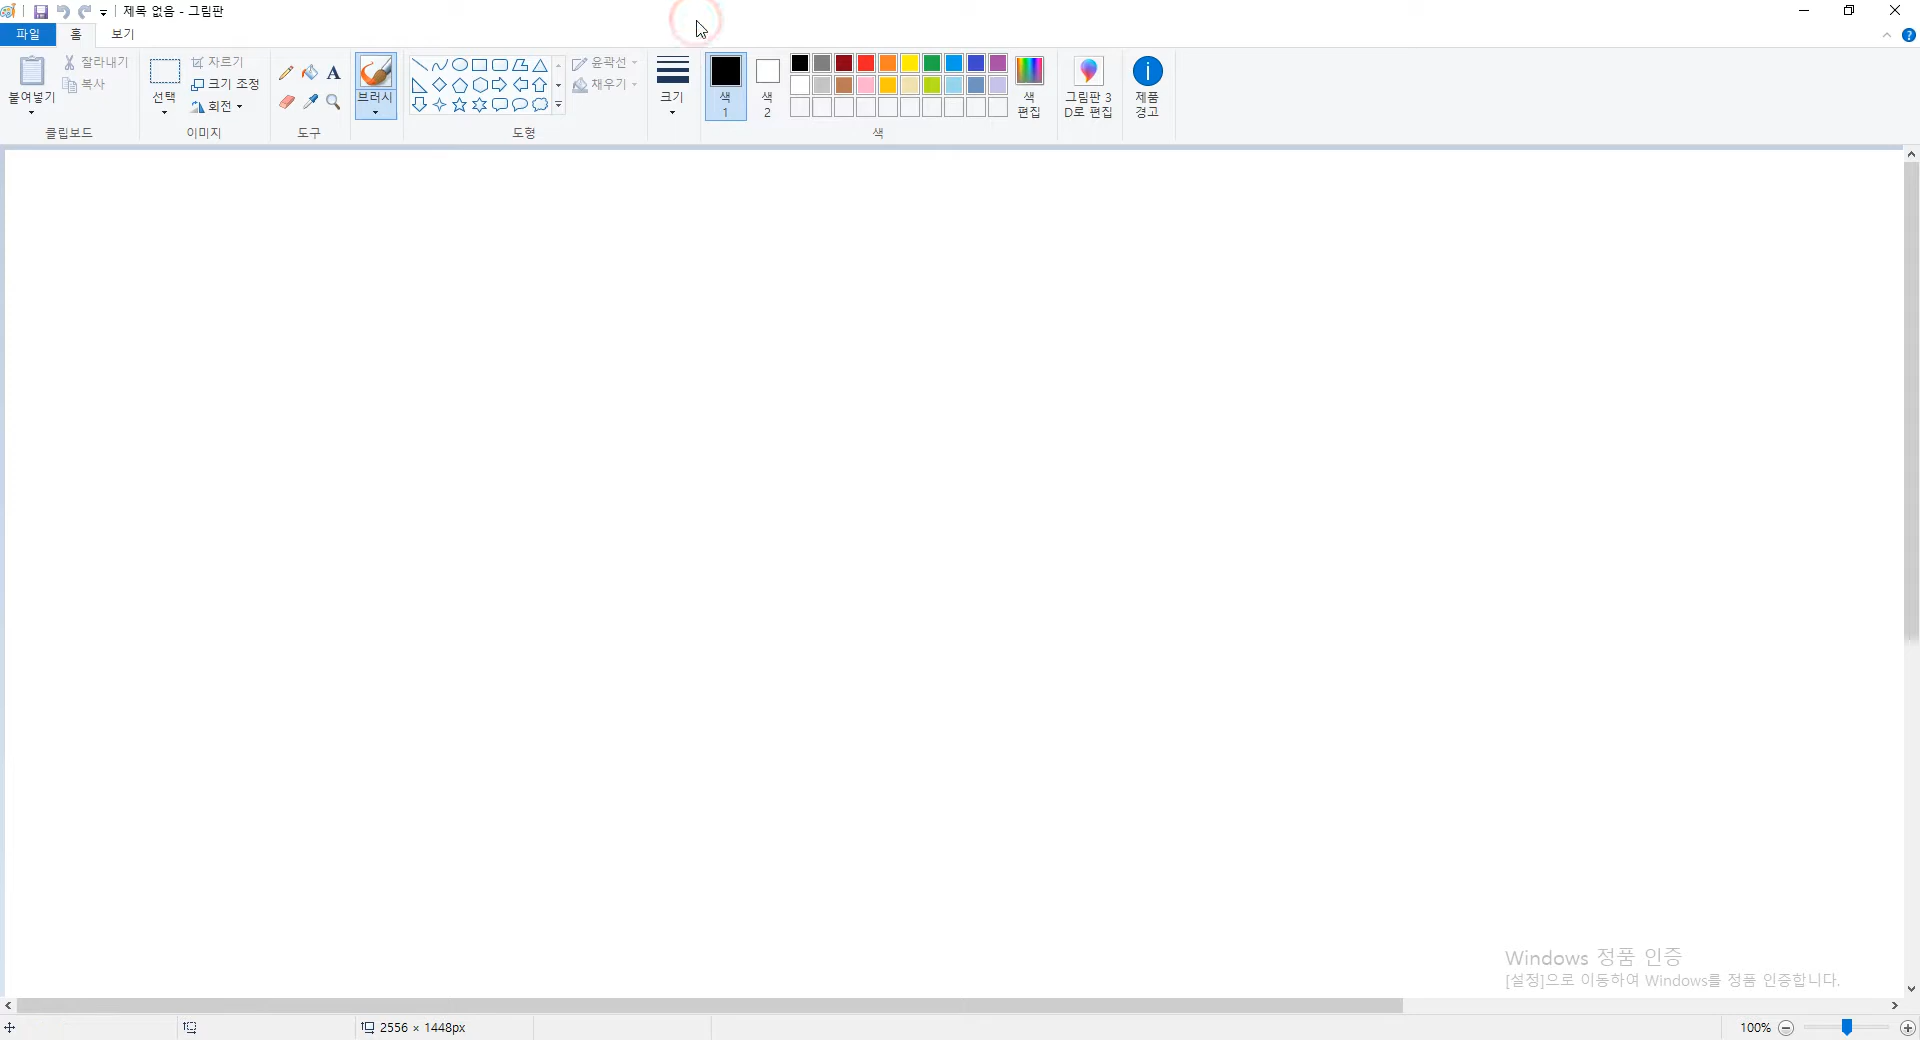 제목 없음 - 그림판
파일 홈 보기
붙여넣기
잘라내기
복사
클립보드
선택
자르기
크기 조정
회전
이미지
A
도구
브러시
윤곽선
채우기
도형
크기
색
1
색
2
색
색
편집
그림판 3
D로 편집
제품
경고
Windows 정품 인증
[설정]으로 이동하여 Windows를 정품 인증합니다.
2556 × 1448px
100%